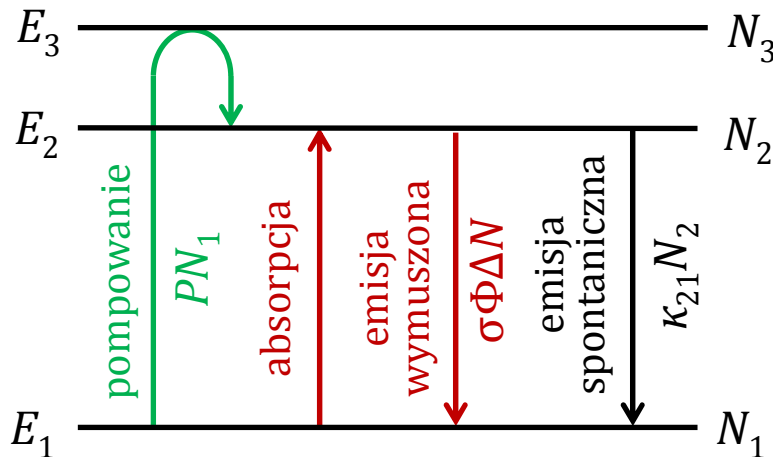 E₃
N₃
E₂
N₂
pompowanie
PN₁
absorpcja
emisja
wymuszona
σΦΔN
emisja
spontaniczna
κ₂₁N₂
E₁
N₁